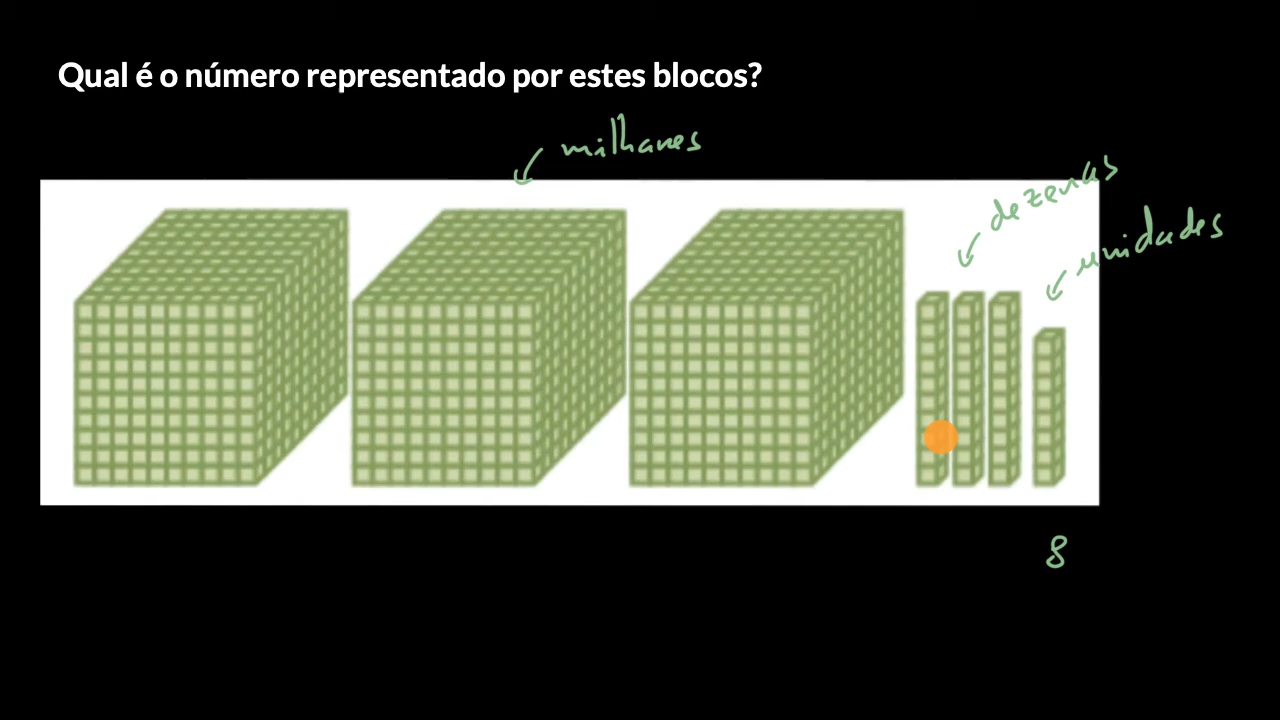 Qual é o número representado por estes blocos?
milhares
dezenas
unidades
8